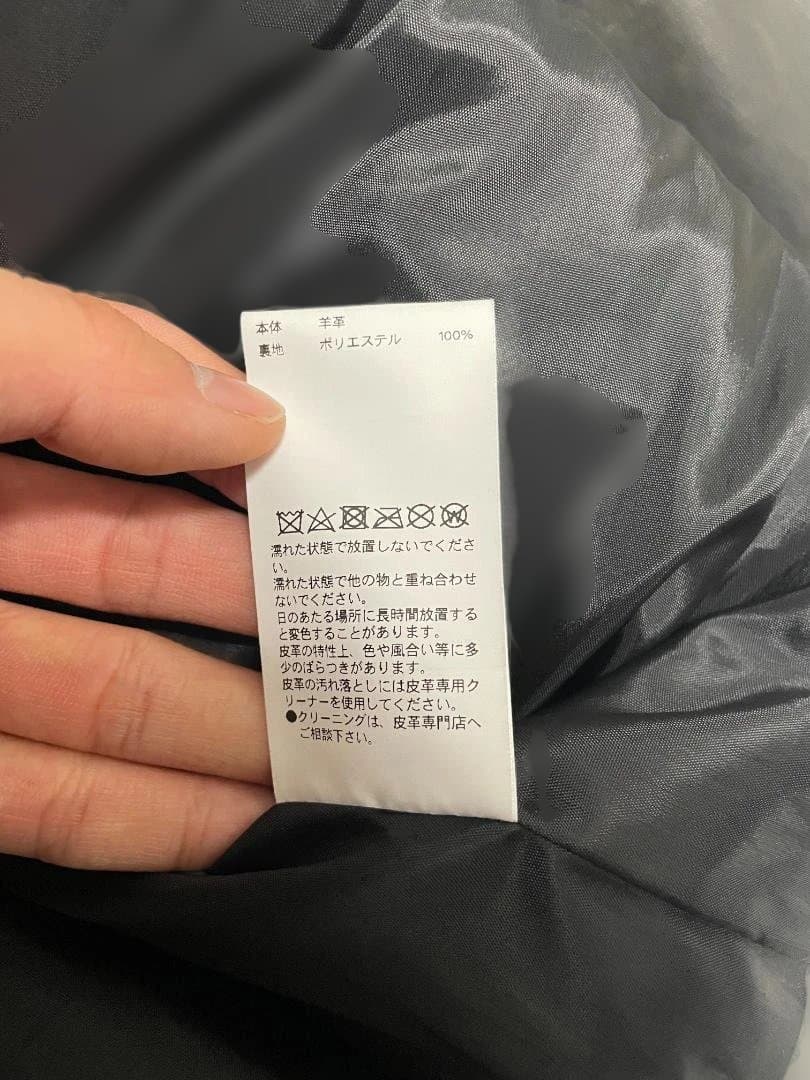 本体 羊革
裏地 ポリエステル 100%
濡れた状態で放置しないでくださ
い。
濡れた状態で他の物と重ね合わせ
ないでください。
日のあたる場所に長時間放置する
と変色することがあります。
皮革の特性上、色や風合い等に多
少のばらつきがあります。
皮革の汚れ落としには皮革専用ク
リーナーを使用してください。
●クリーニングは、皮革専門店へ
ご相談下さい。